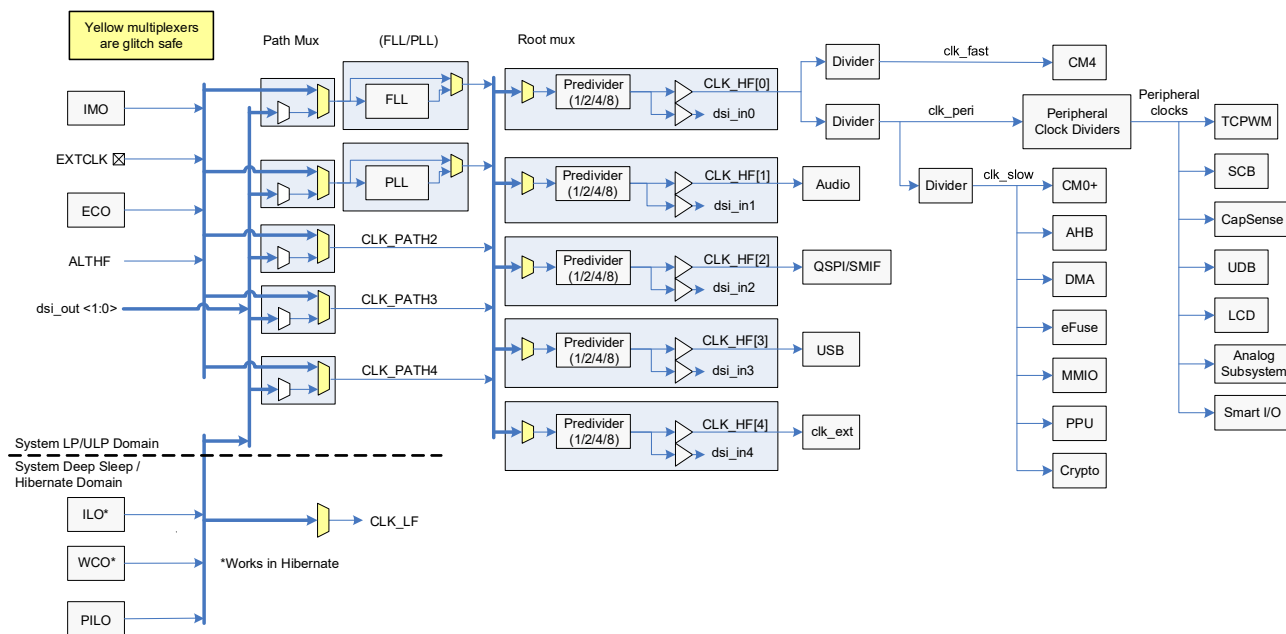 Yellow multiplexers
are glitch safe
Path Mux
(FLL/PLL)
Root mux
IMO
EXTCLK
ECO
ALTHF
dsi_out <1:0>
FLL
PLL
CLK_PATH2
CLK_PATH3
CLK_PATH4
Predivider
(1/2/4/8)
CLK_HF[0]
dsi_in0
Predivider
(1/2/4/8)
CLK_HF[1]
dsi_in1
Audio
Predivider
(1/2/4/8)
CLK_HF[2]
dsi_in2
QSPI/SMIF
Predivider
(1/2/4/8)
CLK_HF[3]
dsi_in3
USB
Predivider
(1/2/4/8)
CLK_HF[4]
dsi_in4
clk_ext
Divider
clk_fast
CM4
Divider
clk_peri
Peripheral
Clock Dividers
Peripheral
clocks
Divider
clk_slow
CM0+
AHB
DMA
eFuse
MMIO
PPU
Crypto
TCPWM
SCB
CapSense
UDB
LCD
Analog
Subsystem
Smart I/O
System LP/ULP Domain
System Deep Sleep /
Hibernate Domain
ILO*
WCO*
PILO
CLK_LF
*Works in Hibernate